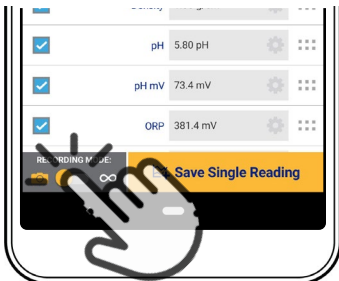 pH 5.80 pH
pH mV 73.4 mV
ORP 381.4 mV
RECORDING MODE:
Save Single Reading